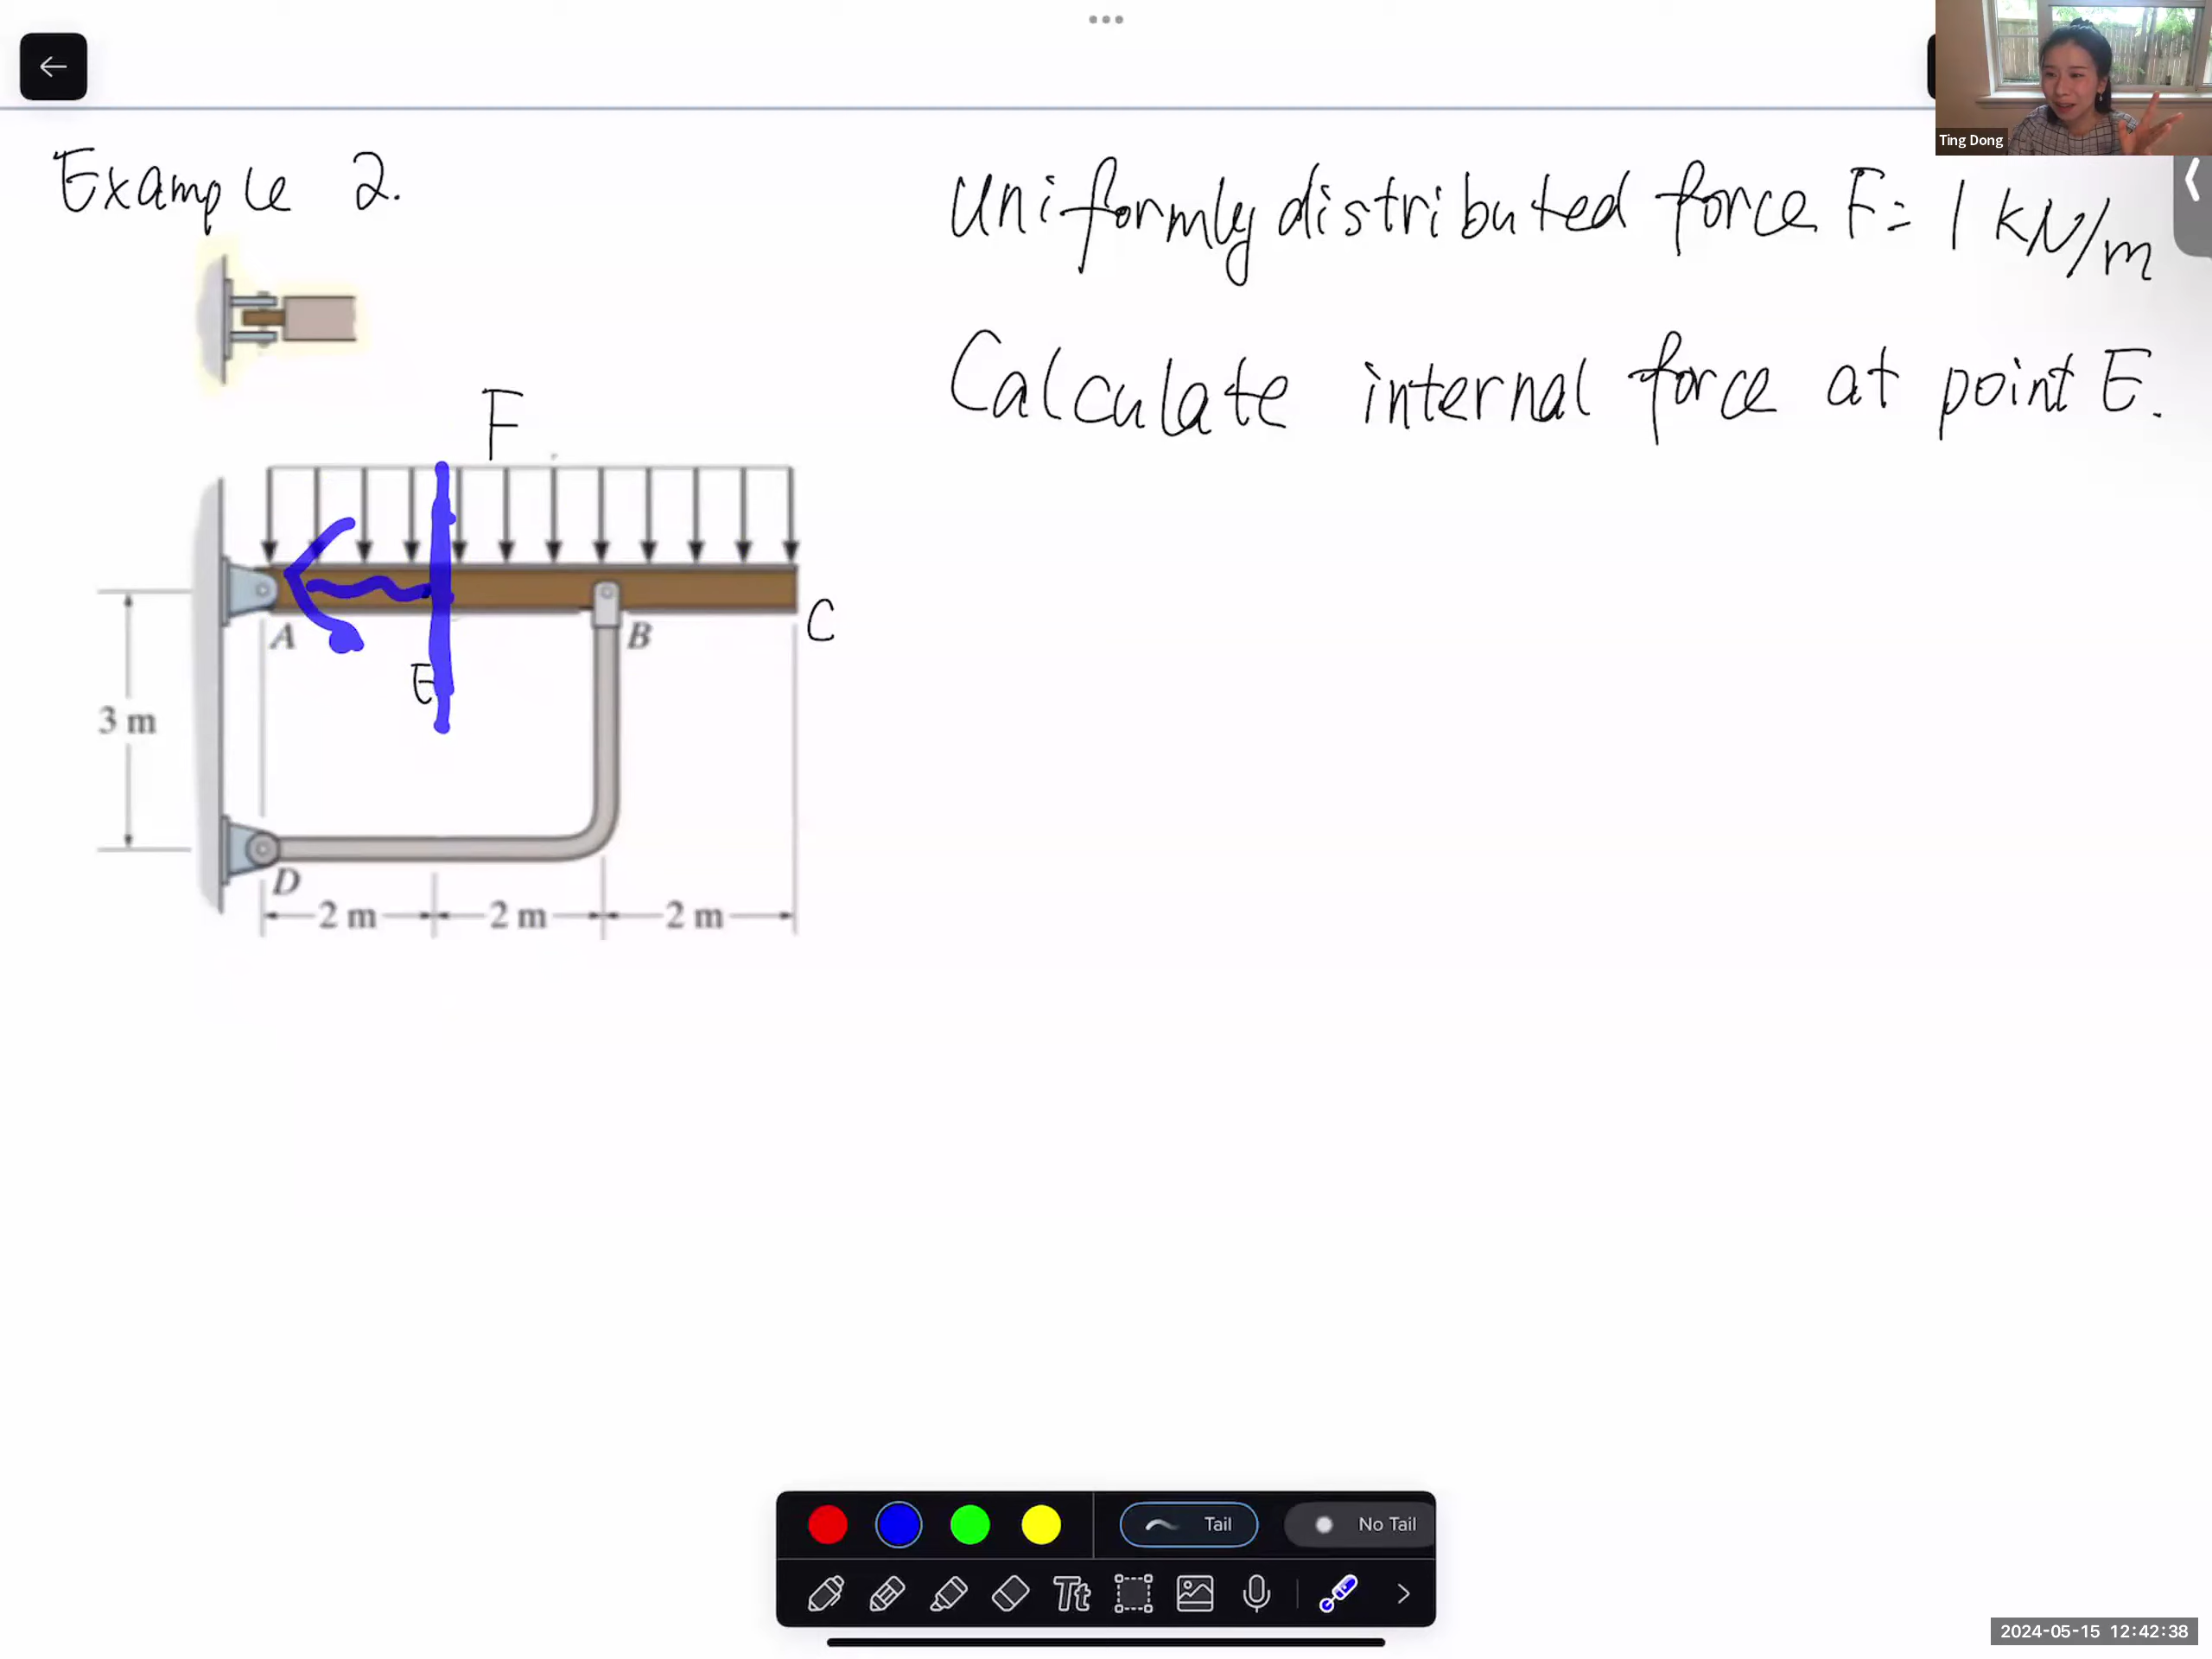 Ting Dong
Example 2.
Uniformly distributed force F= 1 kN/m
Calculate internal force at point E.
F
A
B
C
E
3 m
D
2 m
2 m
2 m
Tail
No Tail
Tt
2024-05-15 12:42:38